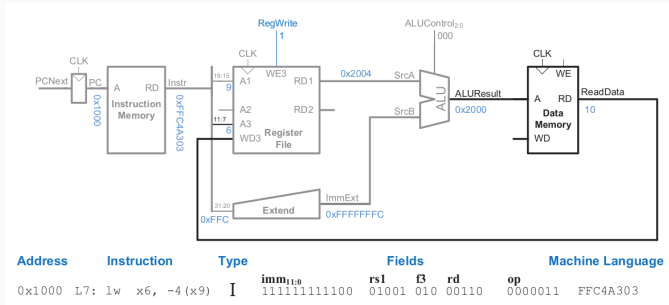 RegWrite
1
ALUControl2:0
000
CLK
CLK
CLK
PCNext
PC
A RD
Instruction
Memory
Instr
0x1000
0xFFC4A303
19:15
A1
9
WE3
RD1
0x2004
SrcA
A2
RD2
11:7
A3
6
WD3
Register
File
SrcB
ALU
ALUResult
0x2000
WE
A RD
Data
Memory
WD
ReadData
10
31:20
0xFFC
Extend
ImmExt
0xFFFFFFFC
Address Instruction Type Fields Machine Language
imm11:0 rs1 f3 rd op
0x1000 L7: lw x6, -4(x9) I 111111111100 01001 010 00110 0000011 FFC4A303